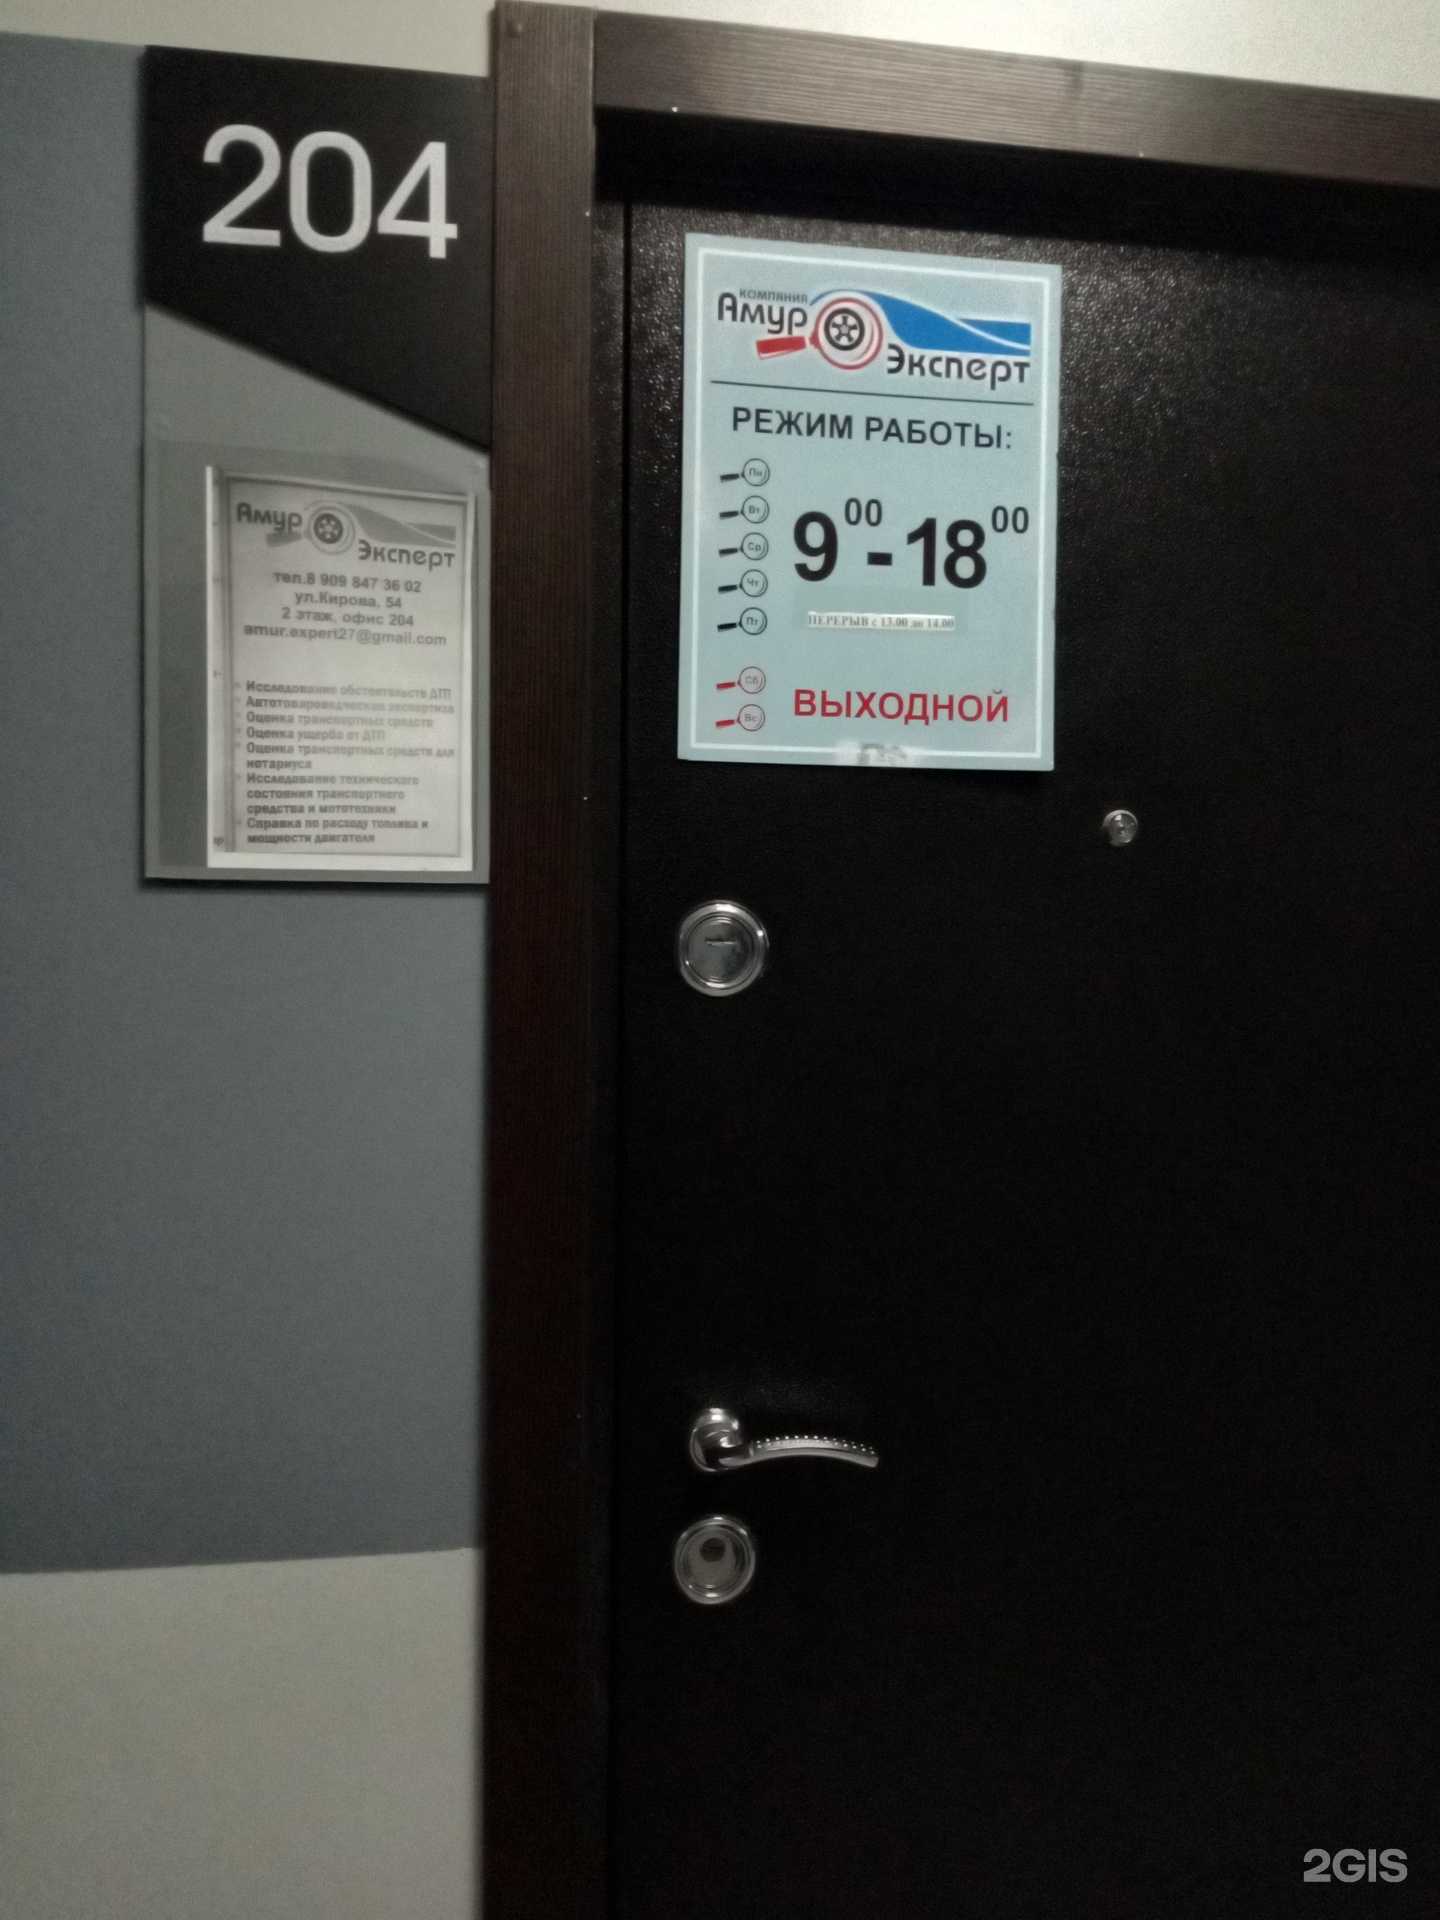 204
КОМПАНИЯ
Амур
Эксперт
РЕЖИМ РАБОТЫ:
Пн
Вт
Ср
Чт
Пт
9 00 - 18 00
ПЕРЕРЫВ с 13.00 до 14.00
Сб
Вс
ВЫХОДНОЙ
Амур
Эксперт
тел.8 909 847 36 02
ул.Кирова, 54
2 этаж, офис 204
amur.expert27@gmail.com
* Исследование обстоятельств ДТП
* Автотовароведческая экспертиза
* Оценка транспортных средств
* Оценка ущерба от ДТП
* Оценка транспортных средств для
нотариуса
* Исследование технического
состояния транспортного
средства и мототехники
* Справка по расходу топлива и
мощности двигателя
2GIS